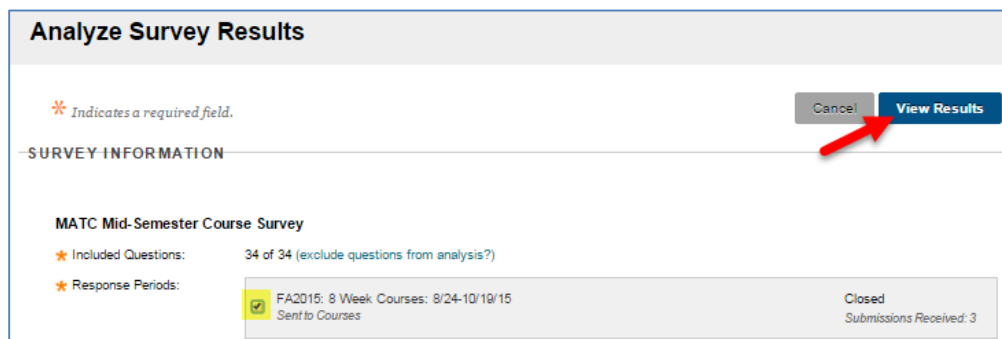 Analyze Survey Results
* Indicates a required field.
Cancel
View Results
SURVEY INFORMATION
MATC Mid-Semester Course Survey
* Included Questions: 34 of 34 (exclude questions from analysis?)
* Response Periods:
FA2015: 8 Week Courses: 8/24-10/19/15 Closed
Sent to Courses Submissions Received: 3